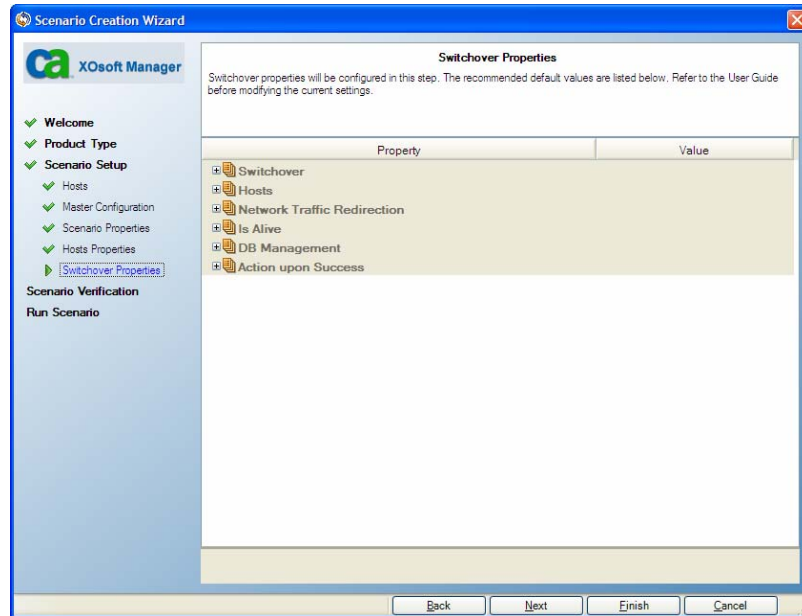 Scenario Creation Wizard
ca XOsoft Manager
Welcome
Product Type
Scenario Setup
Hosts
Master Configuration
Scenario Properties
Hosts Properties
Switchover Properties
Scenario Verification
Run Scenario
Switchover Properties
Switchover properties will be configured in this step. The recommended default values are listed below. Refer to the User Guide
before modifying the current settings.
Property Value
Switchover
Hosts
Network Traffic Redirection
Is Alive
DB Management
Action upon Success
Back Next Finish Cancel